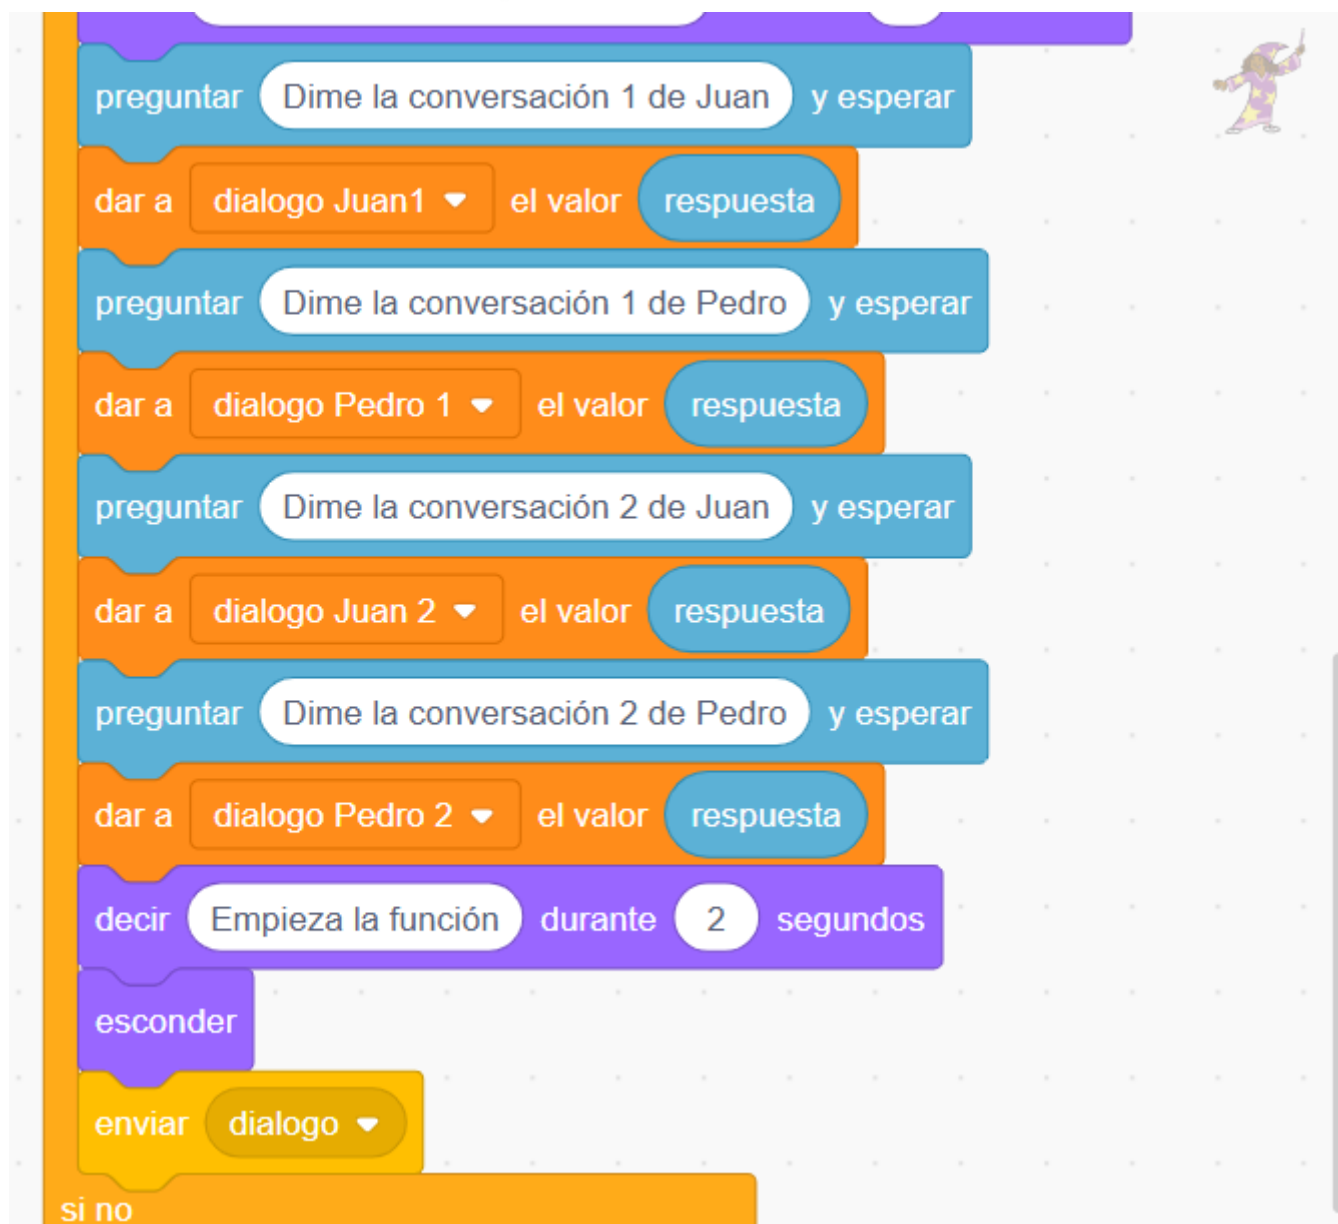 preguntar Dime la conversación 1 de Juan y esperar
dar a dialogo Juan1 el valor respuesta
preguntar Dime la conversación 1 de Pedro y esperar
dar a dialogo Pedro 1 el valor respuesta
preguntar Dime la conversación 2 de Juan y esperar
dar a dialogo Juan 2 el valor respuesta
preguntar Dime la conversación 2 de Pedro y esperar
dar a dialogo Pedro 2 el valor respuesta
decir Empieza la función durante 2 segundos
esconder
enviar dialogo
si no